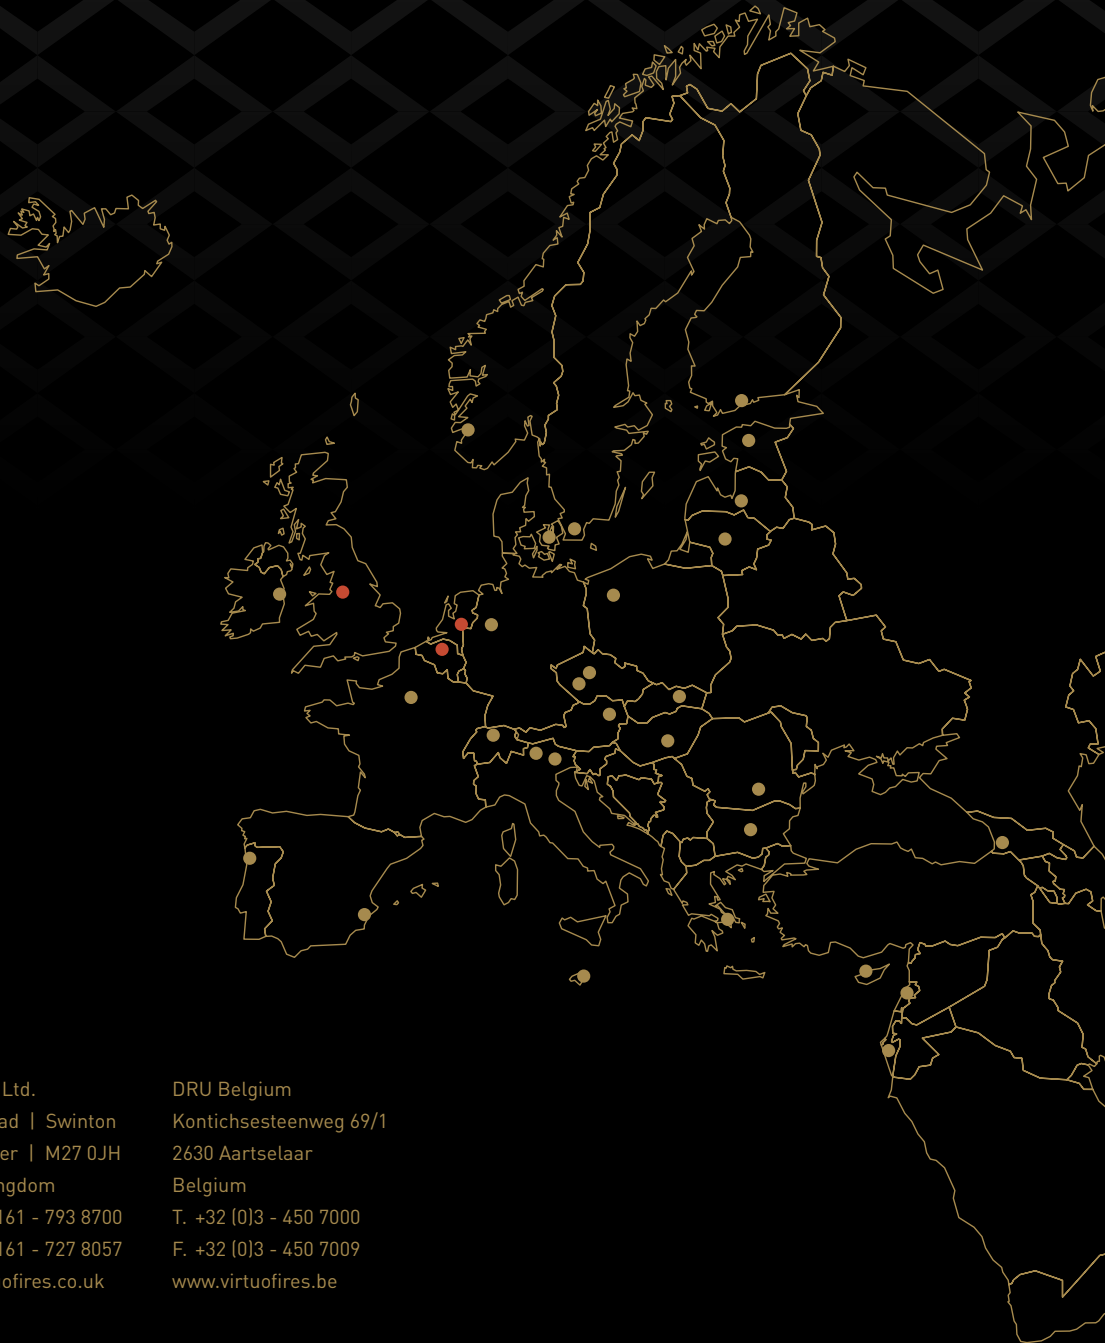 Ltd.
ad | Swinton
er | M27 0JH
ngdom
161 - 793 8700
161 - 727 8057
ofires.co.uk
DRU Belgium
Kontichsesteenweg 69/1
2630 Aartselaar
Belgium
T. +32 (0)3 - 450 7000
F. +32 (0)3 - 450 7009
www.virtuofires.be